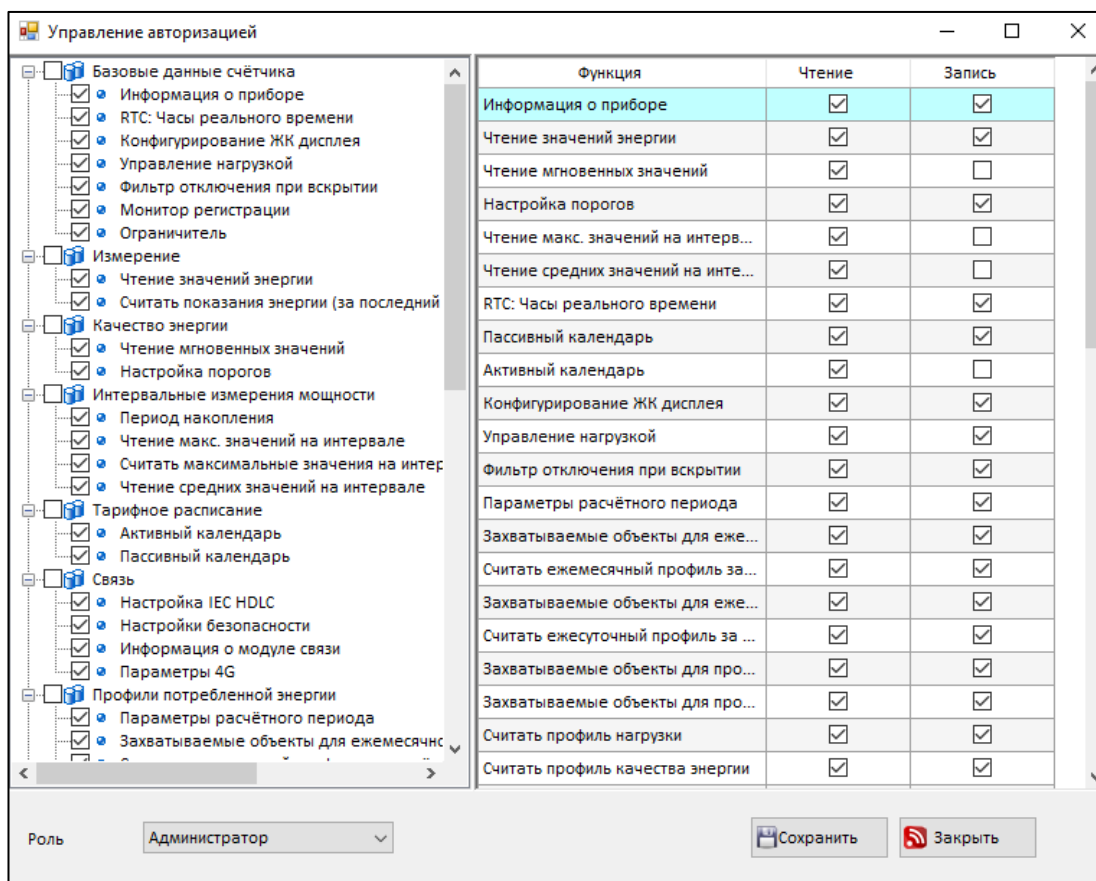 Управление авторизацией
Базовые данные счётчика
Информация о приборе
RTC: Часы реального времени
Конфигурирование ЖК дисплея
Управление нагрузкой
Фильтр отключения при вскрытии
Монитор регистрации
Ограничитель
Измерение
Чтение значений энергии
Считать показания энергии (за последний
Качество энергии
Чтение мгновенных значений
Настройка порогов
Интервальные измерения мощности
Период накопления
Чтение макс. значений на интервале
Считать максимальные значения на интер
Чтение средних значений на интервале
Тарифное расписание
Активный календарь
Пассивный календарь
Связь
Настройка IEC HDLC
Настройки безопасности
Информация о модуле связи
Параметры 4G
Профили потребленной энергии
Параметры расчётного периода
Захватываемые объекты для ежемесячно
Функция Чтение Запись
Информация о приборе
Чтение значений энергии
Чтение мгновенных значений
Настройка порогов
Чтение макс. значений на интерв...
Чтение средних значений на инте...
RTC: Часы реального времени
Пассивный календарь
Активный календарь
Конфигурирование ЖК дисплея
Управление нагрузкой
Фильтр отключения при вскрытии
Параметры расчётного периода
Захватываемые объекты для еже...
Считать ежемесячный профиль за...
Захватываемые объекты для еже...
Считать ежесуточный профиль за ...
Захватываемые объекты для про...
Захватываемые объекты для про...
Считать профиль нагрузки
Считать профиль качества энергии
Роль Администратор Сохранить Закрыть